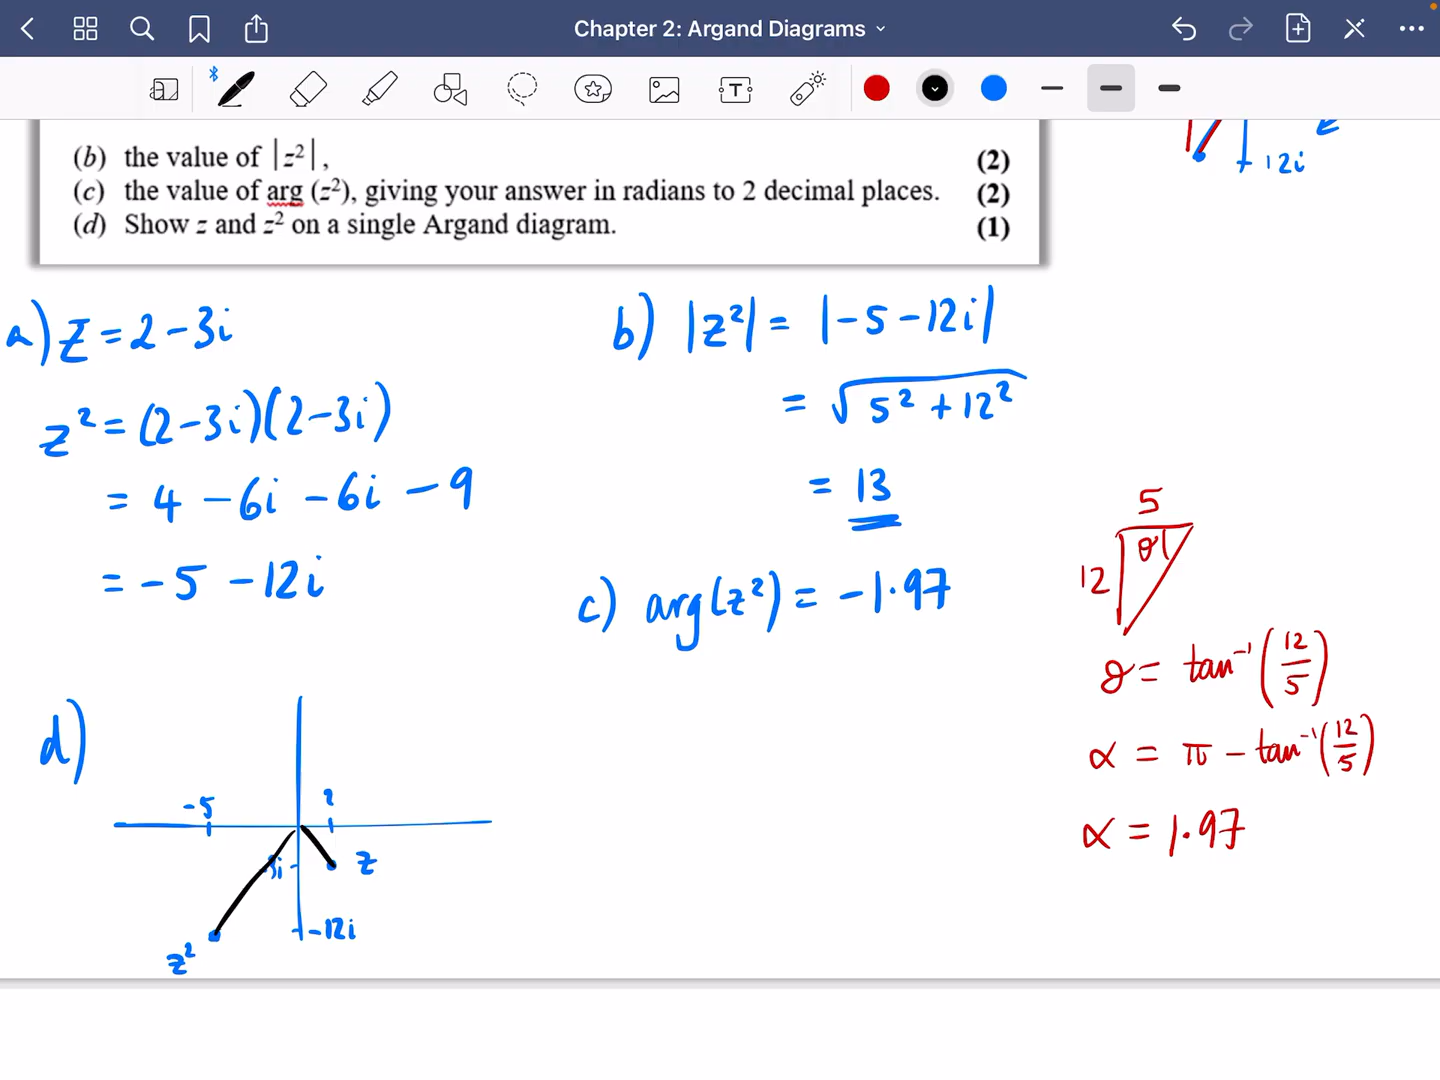 Chapter 2: Argand Diagrams
12i
(b) the value of |z²|, (2)
(c) the value of arg (z²), giving your answer in radians to 2 decimal places. (2)
(d) Show z and z² on a single Argand diagram. (1)
a) z = 2 - 3i
z² = (2-3i)(2-3i)
= 4 - 6i - 6i - 9
= -5 - 12i
b) |z²| = |-5 - 12i|
= √(5² + 12²)
= 13
c) arg(z²) = -1.97
5
θ
12
θ = tan⁻¹(12/5)
α = π - tan⁻¹(12/5)
α = 1.97
d)
-5
2
3i
z
-12i
z²